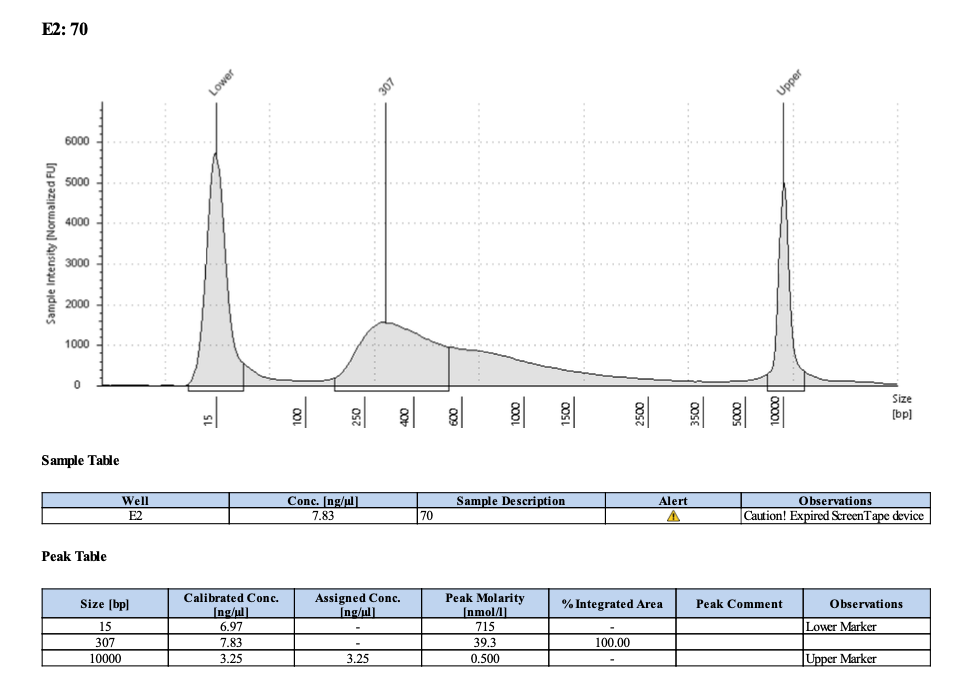 E2: 70
Lower
307
Upper
Sample Intensity [Normalized FU]
6000
5000
4000
3000
2000
1000
0
15
100
250
400
600
1000
1500
2500
3500
5000
10000
Size
[bp]
Sample Table
Well Conc. [ng/µl] Sample Description Alert Observations
E2 7.83 70 Caution! Expired ScreenTape device
Peak Table
Size [bp] Calibrated Conc. [ng/µl] Assigned Conc. [ng/µl] Peak Molarity [nmol/l] % Integrated Area Peak Comment Observations
15 6.97 - 715 - Lower Marker
307 7.83 - 39.3 100.00
10000 3.25 3.25 0.500 - Upper Marker